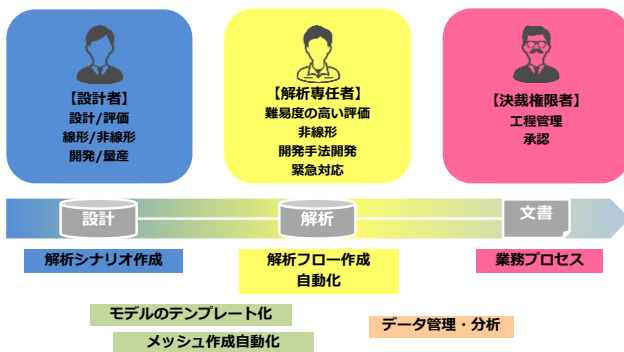 【設計者】
設計/評価
線形/非線形
開発/量産
【解析専任者】
難易度の高い評価
非線形
開発手法開発
緊急対応
【決裁権限者】
工程管理
承認
設計
解析
文書
解析シナリオ作成
解析フロー作成
自動化
業務プロセス
モデルのテンプレート化
データ管理・分析
メッシュ作成自動化